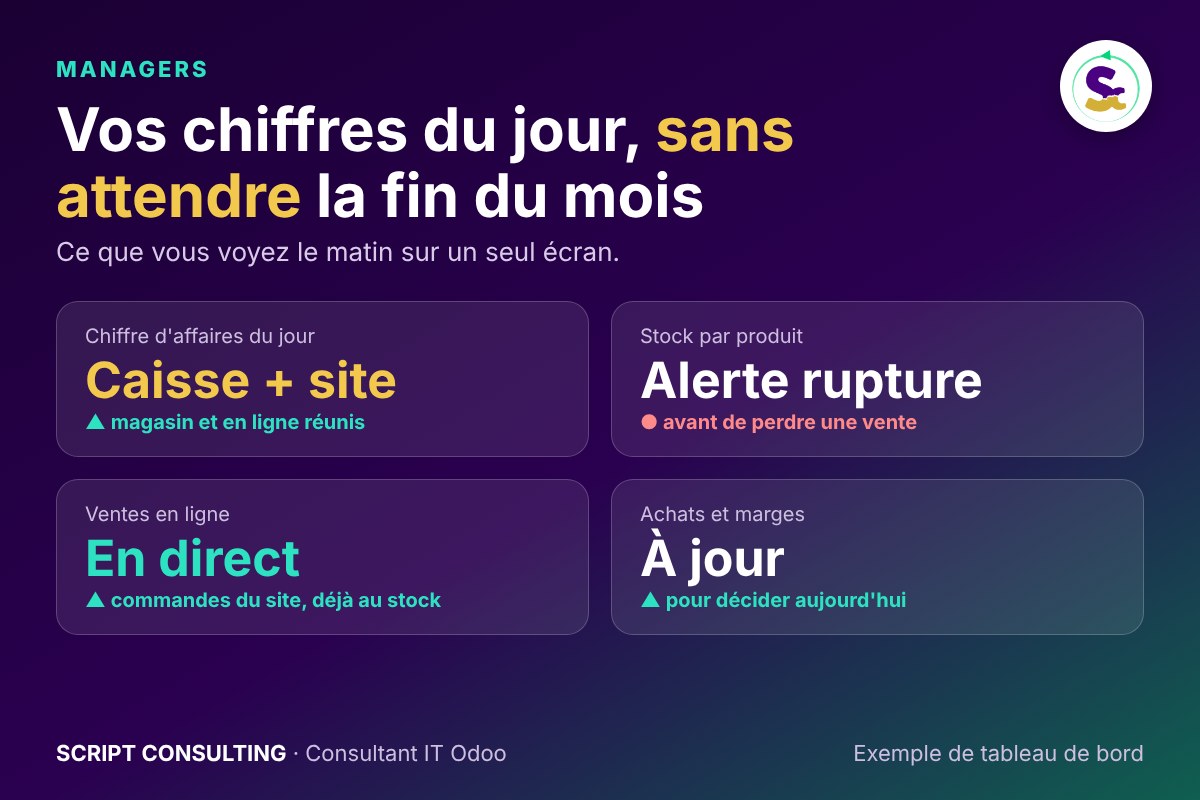 MANAGERS
Vos chiffres du jour, sans
attendre la fin du mois
Ce que vous voyez le matin sur un seul écran.
Chiffre d'affaires du jour
Caisse + site
▲ magasin et en ligne réunis
Stock par produit
Alerte rupture
● avant de perdre une vente
Ventes en ligne
En direct
▲ commandes du site, déjà au stock
Achats et marges
À jour
▲ pour décider aujourd'hui
SCRIPT CONSULTING · Consultant IT Odoo
Exemple de tableau de bord